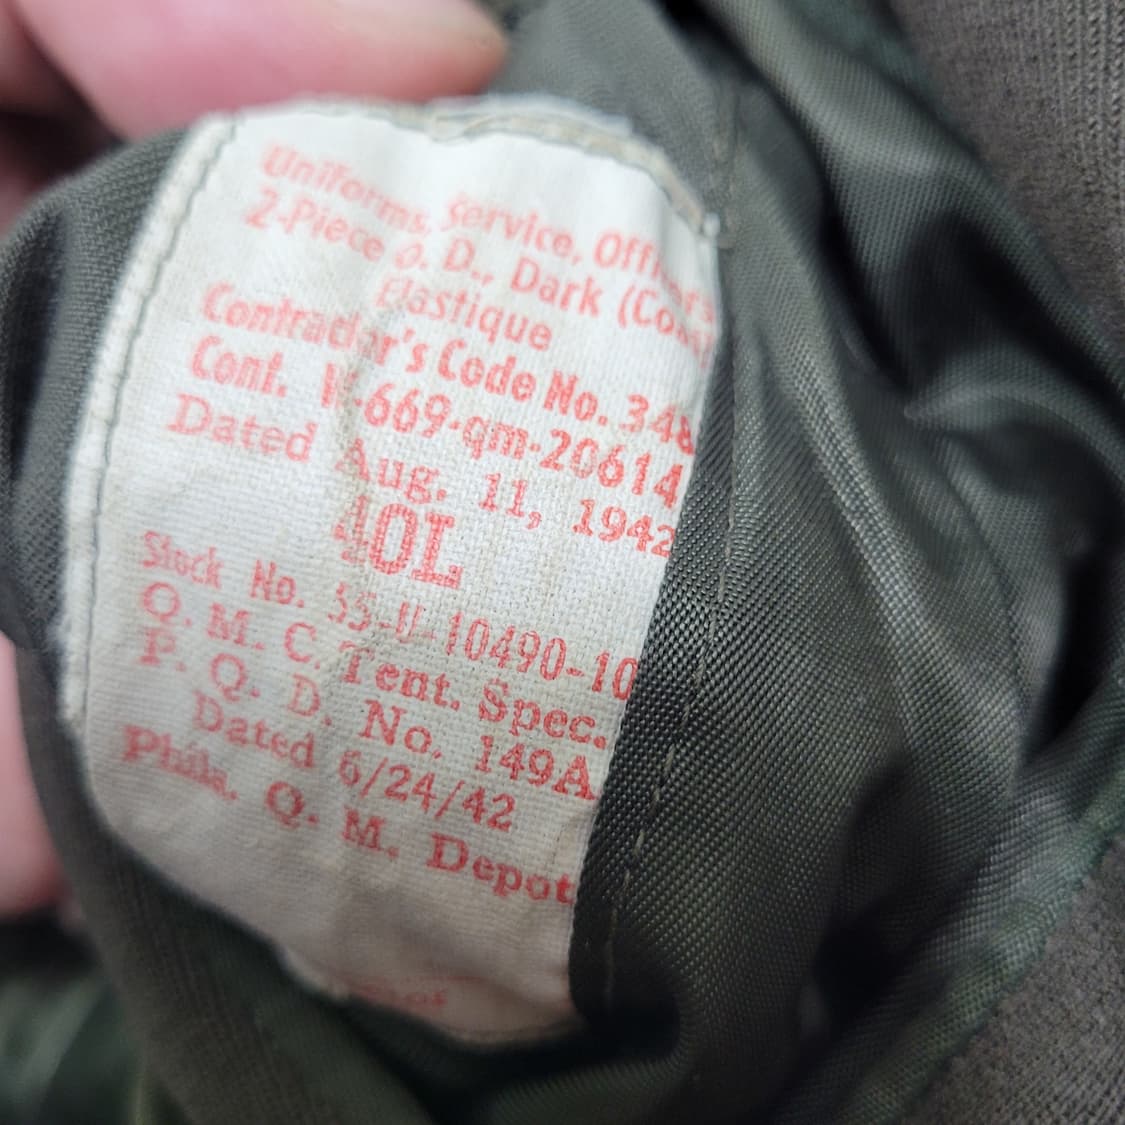 Uniforms, Service, Officer's
2-Piece O. D., Dark (Coat)
Elastique
Contractor's Code No. 348
Cont. W-669-qm-20614
Dated Aug. 11, 1942
40L
Stock No. 55-U-10490-10
Q. M. C. Tent. Spec.
P. Q. D. No. 149A
Dated 6/24/42
Phila. Q. M. Depot